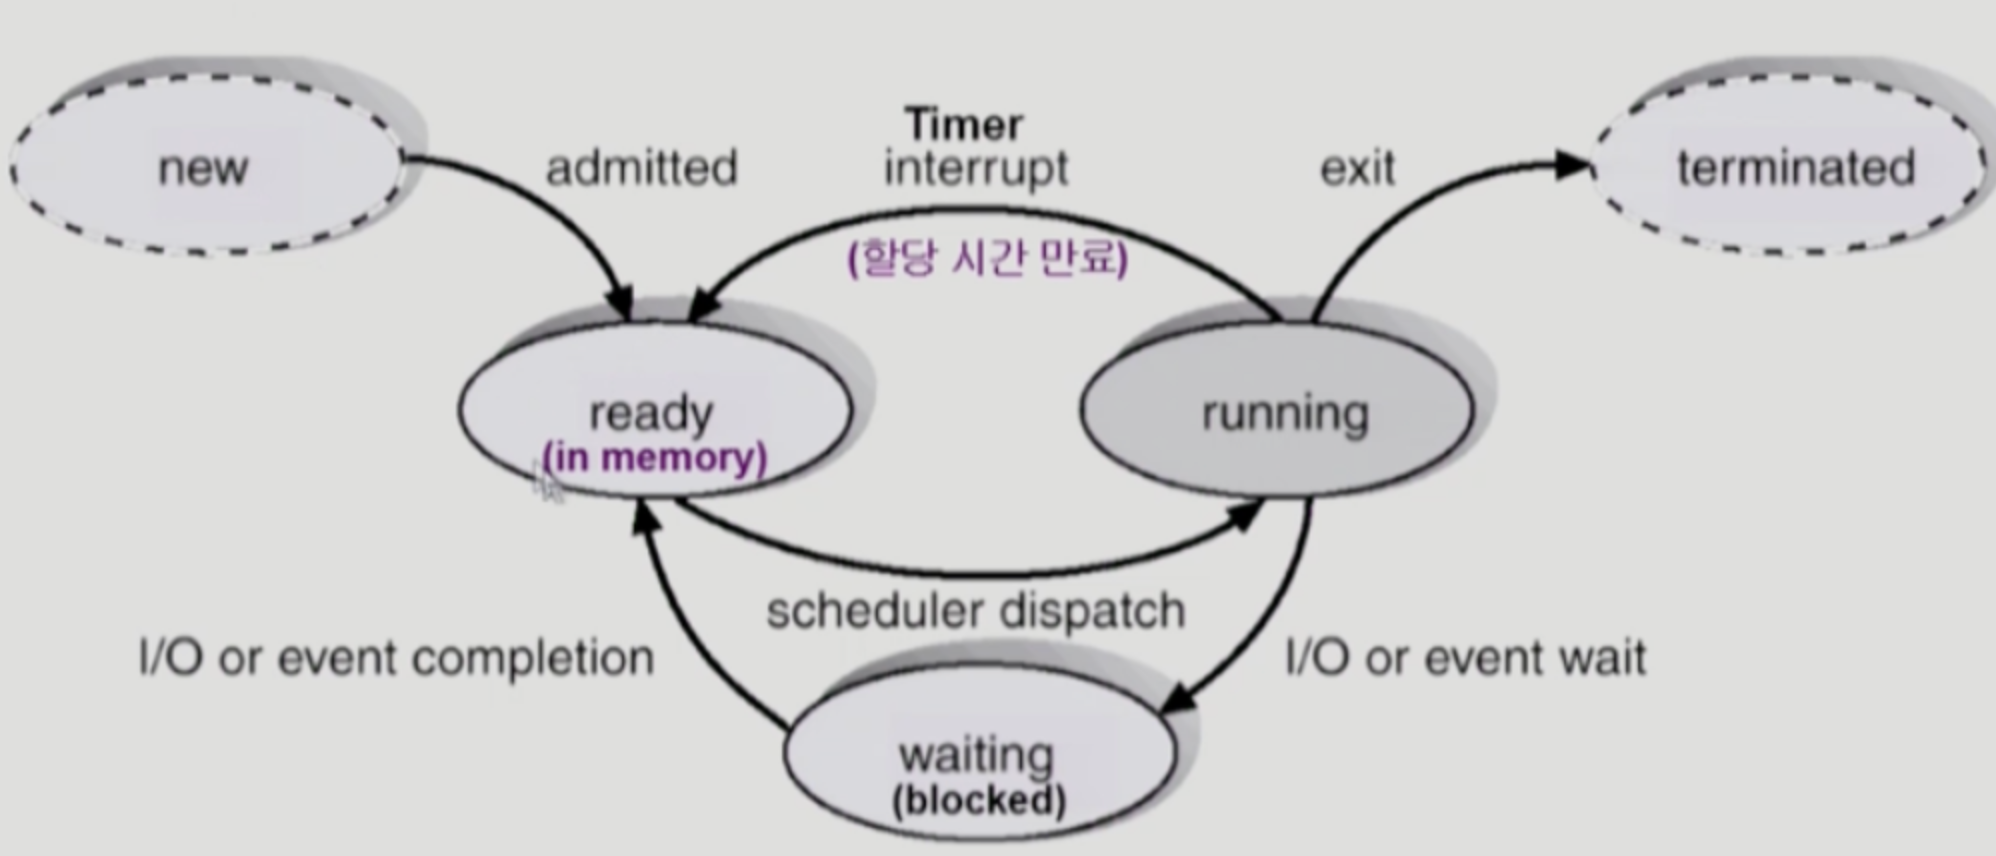 new
admitted
Timer
interrupt
(할당 시간 만료)
exit
terminated
ready
(in memory)
running
scheduler dispatch
I/O or event completion
I/O or event wait
waiting
(blocked)